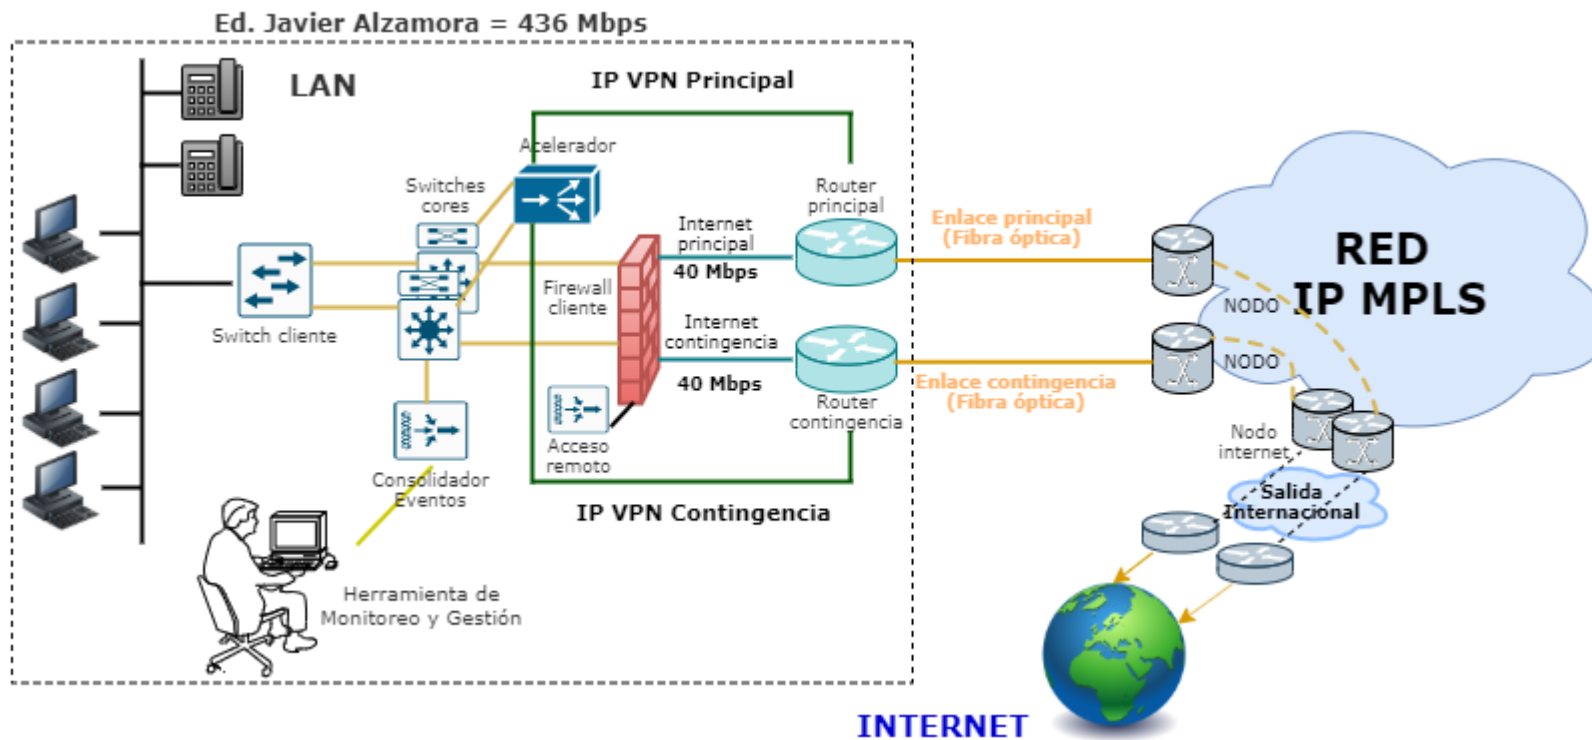 Ed. Javier Alzamora = 436 Mbps
LAN
IP VPN Principal
Acelerador
Switches
cores
Router
principal
Internet
principal
40 Mbps
Enlace principal
(Fibra óptica)
RED
IP MPLS
NODO
Firewall
cliente
Switch cliente
Internet
contingencia
40 Mbps
NODO
Enlace contingencia
(Fibra óptica)
Router
contingencia
Acceso
remoto
Nodo
internet
Consolidador
Eventos
Salida
Internacional
IP VPN Contingencia
Herramienta de
Monitoreo y Gestión
INTERNET